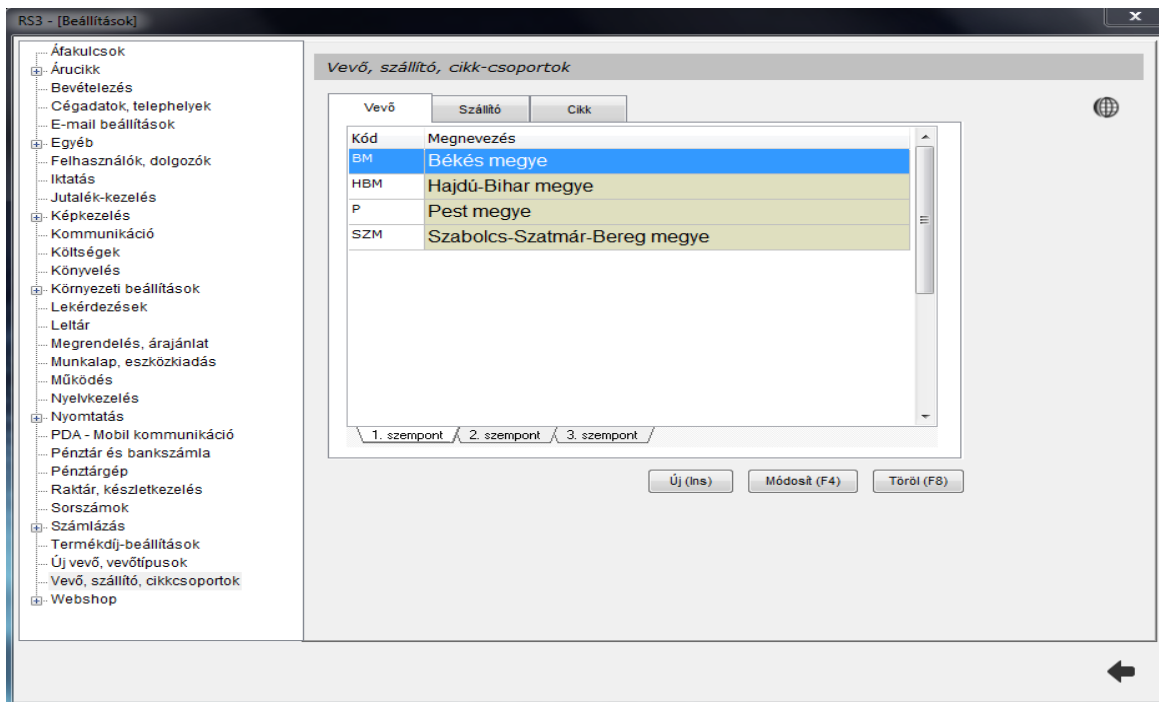 RS3 - [Beállítások]
Áfakulcsok
Árucikk
Bevételezés
Cégadatok, telephelyek
E-mail beállítások
Egyéb
Felhasználók, dolgozók
Iktatás
Jutalék-kezelés
Képkezelés
Kommunikáció
Költségek
Könyvelés
Környezeti beállítások
Lekérdezések
Leltár
Megrendelés, árajánlat
Munkalap, eszközkiadás
Működés
Nyelvkezelés
Nyomtatás
PDA - Mobil kommunikáció
Pénztár és bankszámla
Pénztárgép
Raktár, készletkezelés
Sorszámok
Számlázás
Termékdíj-beállítások
Új vevő, vevőtípusok
Vevő, szállító, cikkcsoportok
Webshop
Vevő, szállító, cikk-csoportok
Vevő Szállító Cikk
Kód Megnevezés
BM Békés megye
HBM Hajdú-Bihar megye
P Pest megye
SZM Szabolcs-Szatmár-Bereg megye
1. szempont 2. szempont 3. szempont
Új (Ins) Módosít (F4) Töröl (F8)